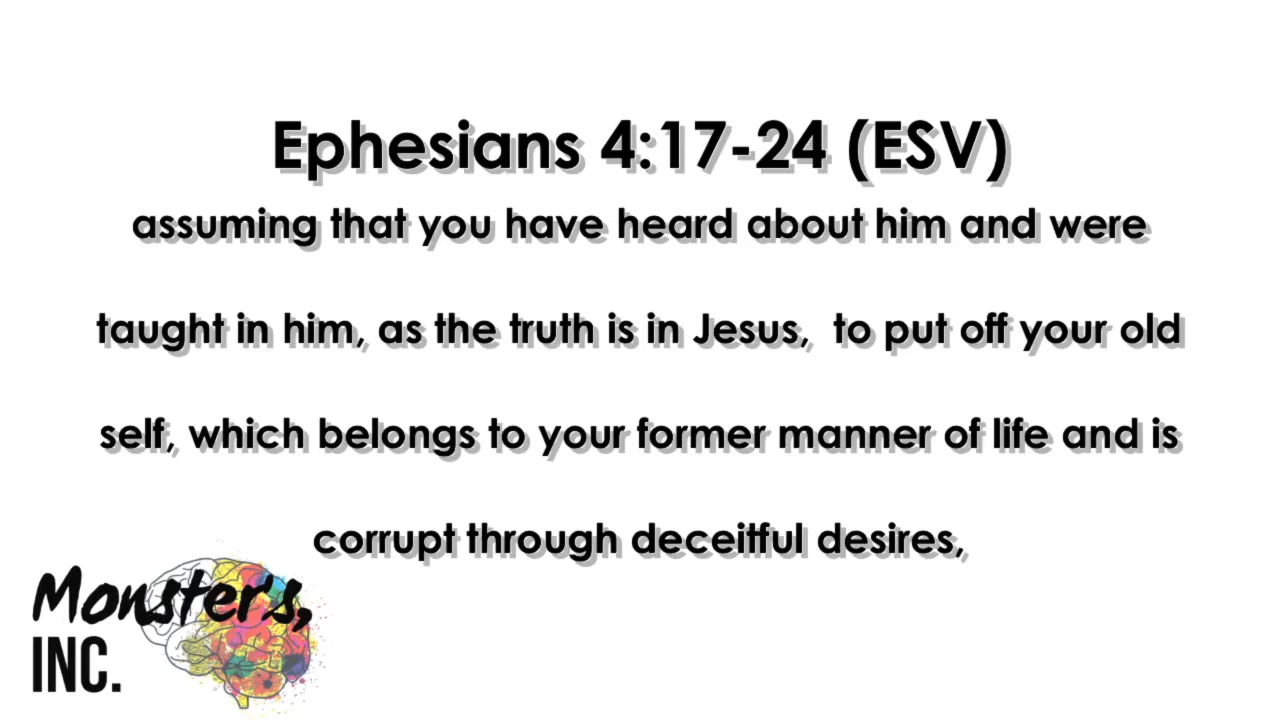 Ephesians 4:17-24 (ESV)
assuming that you have heard about him and were
taught in him, as the truth is in Jesus,  to put off your old
self, which belongs to your former manner of life and is
corrupt through deceitful desires,
Monsters,
INC.